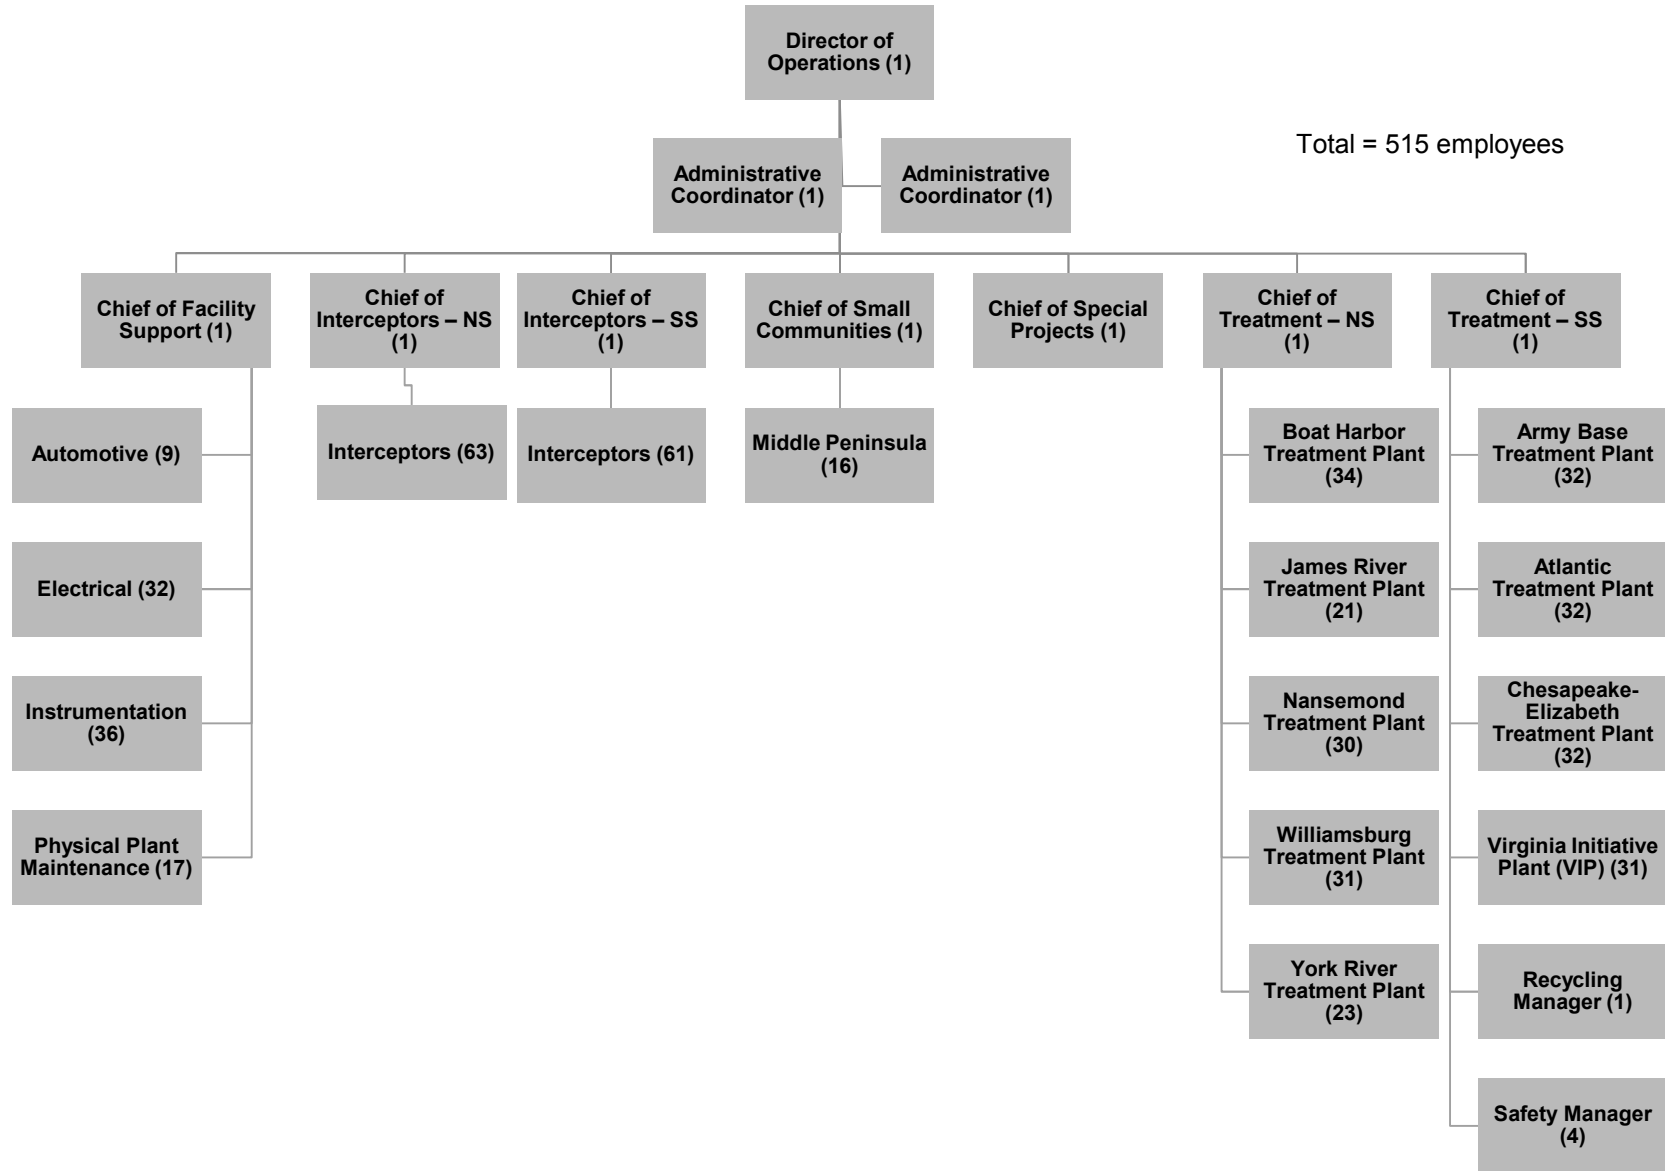 Director of
Operations (1)
Total = 515 employees
Administrative
Coordinator (1)
Administrative
Coordinator (1)
Chief of Facility
Support (1)
Chief of
Interceptors – NS
(1)
Chief of
Interceptors – SS
(1)
Chief of Small
Communities (1)
Chief of Special
Projects (1)
Chief of
Treatment – NS
(1)
Chief of
Treatment – SS
(1)
Automotive (9)
Electrical (32)
Instrumentation
(36)
Physical Plant
Maintenance (17)
Interceptors (63)
Interceptors (61)
Middle Peninsula
(16)
Boat Harbor
Treatment Plant
(34)
James River
Treatment Plant
(21)
Nansemond
Treatment Plant
(30)
Williamsburg
Treatment Plant
(31)
York River
Treatment Plant
(23)
Army Base
Treatment Plant
(32)
Atlantic
Treatment Plant
(32)
Chesapeake-
Elizabeth
Treatment Plant
(32)
Virginia Initiative
Plant (VIP) (31)
Recycling
Manager (1)
Safety Manager
(4)